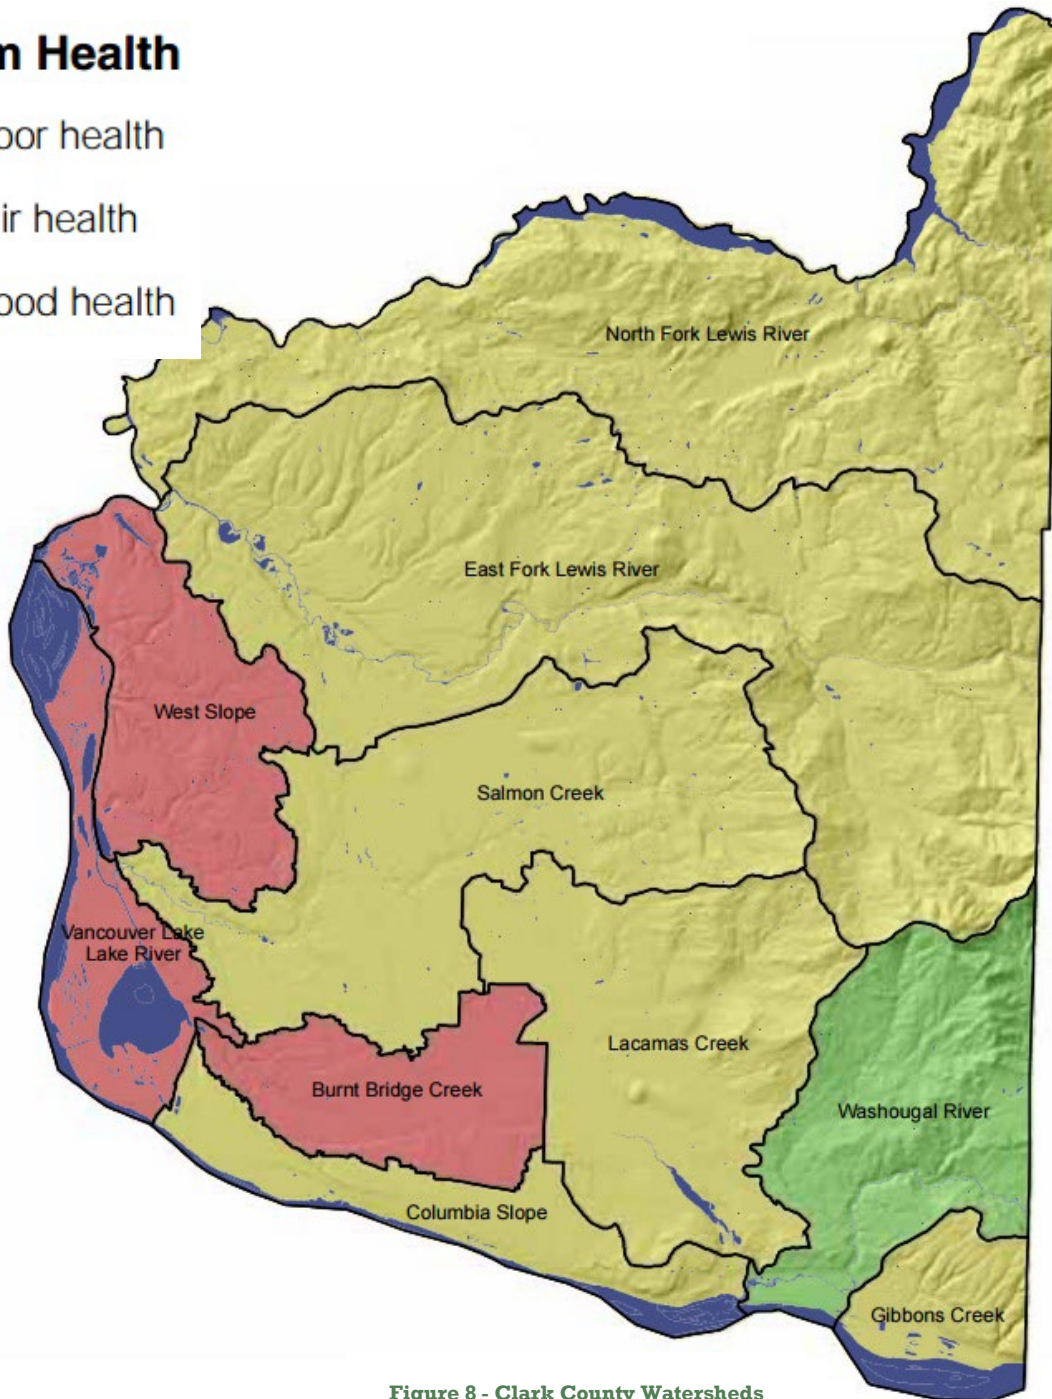 m Health
oor health
ir health
ood health
North Fork Lewis River
East Fork Lewis River
West Slope
Salmon Creek
Vancouver Lake
Lake River
Lacamas Creek
Burnt Bridge Creek
Washougal River
Columbia Slope
Gibbons Creek
Figure 8 - Clark County Watersheds